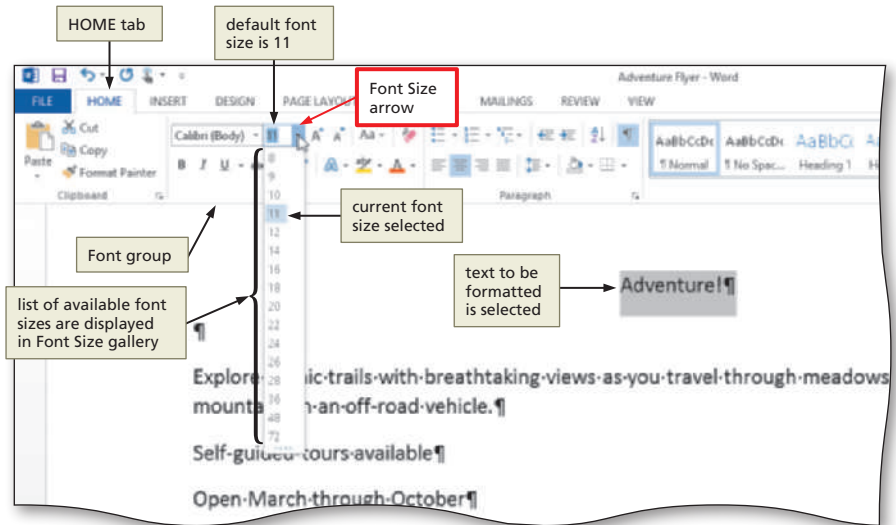 HOME tab
default font
size is 11
Font Size
arrow
Adventure Flyer - Word
FILE HOME INSERT DESIGN PAGE LAYOUT MAILINGS REVIEW VIEW
Cut
Copy
Format Painter
Paste
Clipboard
Calibri (Body) 11
B I U
Aa
A
Paragraph
AaBbCcDc AaBbCcDc AaBbCc
¶ Normal ¶ No Spac... Heading 1
8
9
10
11
12
14
16
18
20
22
24
26
28
36
48
72
current font
size selected
Font group
list of available font
sizes are displayed
in Font Size gallery
text to be
formatted
is selected
Adventure!¶
¶
Explore ic·trails·with·breathtaking·views·as·you·travel·through·meadows
mounta n·an·off-road·vehicle.¶
Self-guided·tours·available¶
Open·March·through·October¶